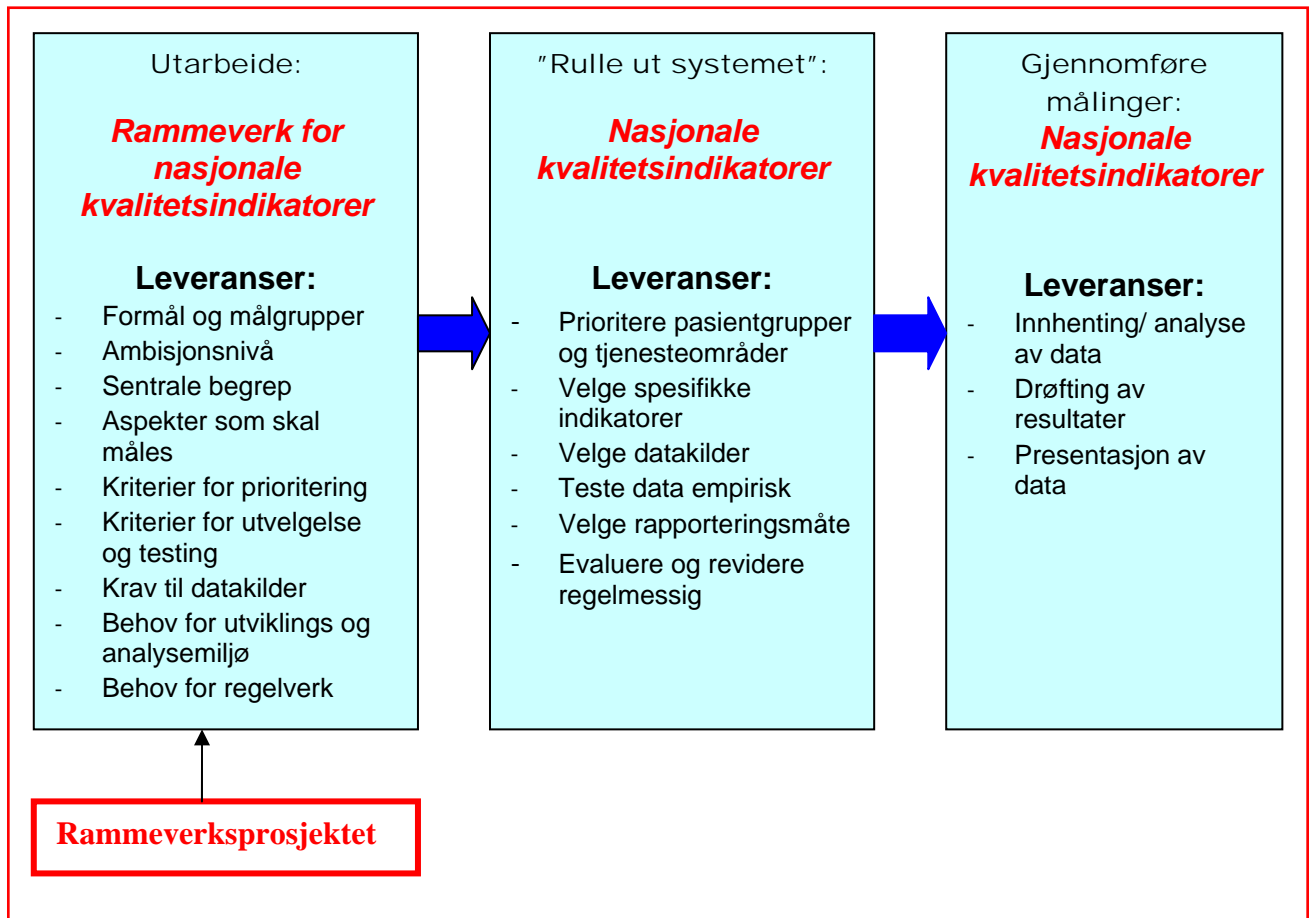 Utarbeide:
Rammeverk for
nasjonale
kvalitetsindikatorer
Leveranser:
- Formål og målgrupper
- Ambisjonsnivå
- Sentrale begrep
- Aspekter som skal
måles
- Kriterier for prioritering
- Kriterier for utvelgelse
og testing
- Krav til datakilder
- Behov for utviklings og
analysemiljø
- Behov for regelverk
"Rulle ut systemet":
Nasjonale
kvalitetsindikatorer
Leveranser:
- Prioritere pasientgrupper
og tjenesteområder
- Velge spesifikke
indikatorer
- Velge datakilder
- Teste data empirisk
- Velge rapporteringsmåte
- Evaluere og revidere
regelmessig
Gjennomføre
målinger:
Nasjonale
kvalitetsindikatorer
Leveranser:
- Innhenting/ analyse
av data
- Drøfting av
resultater
- Presentasjon av
data
Rammeverksprosjektet